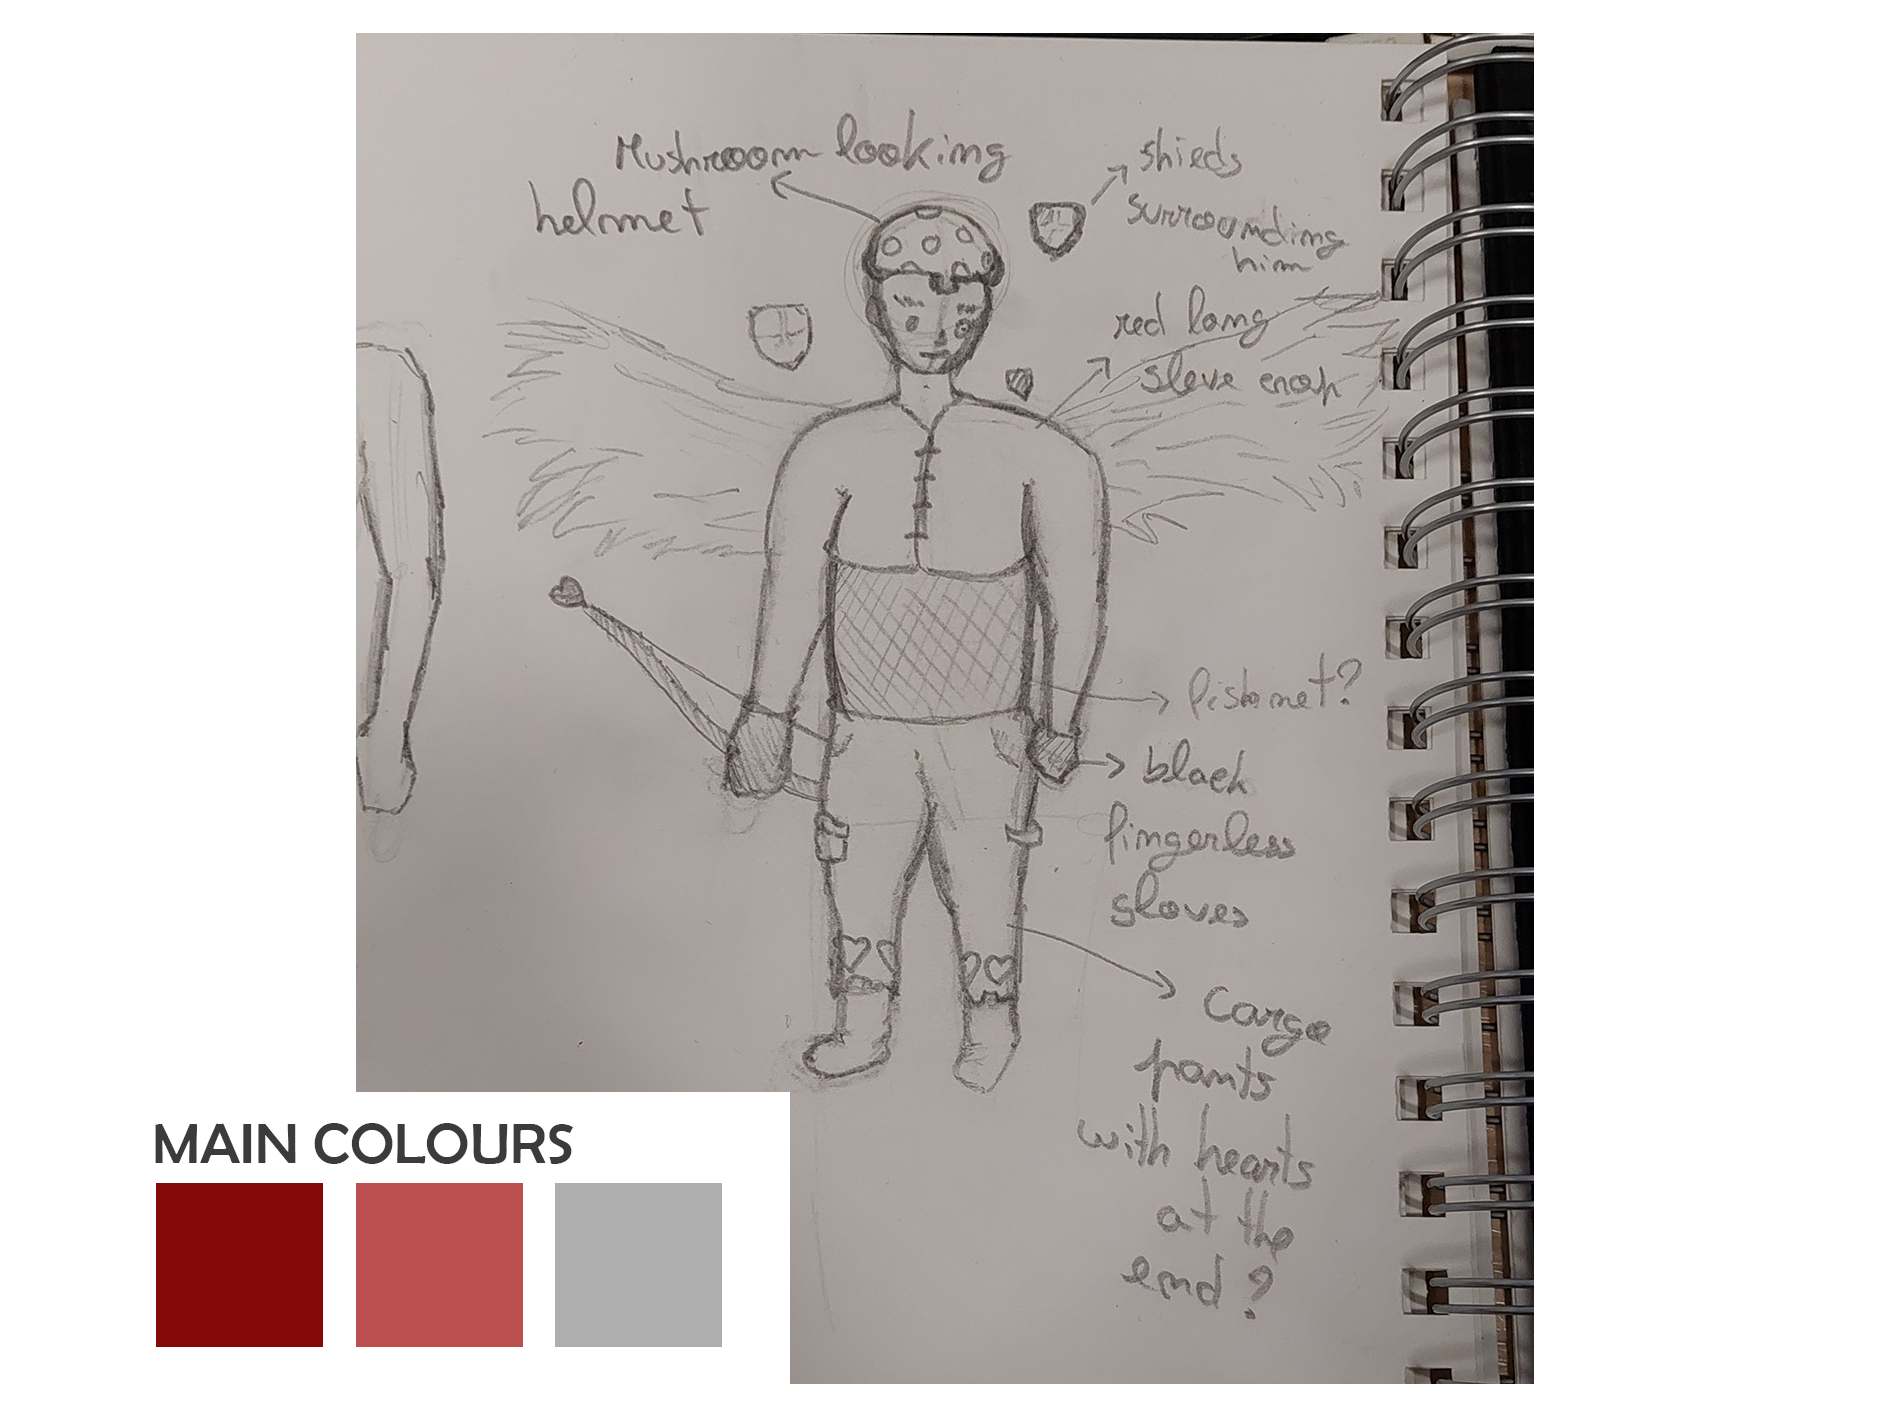 Mushroom looking
helmet
shieds
surrounding
him
red long
sleve crop
fishnet?
black
fingerless
gloves
Cargo
pants
with hearts
at the
end?
MAIN COLOURS